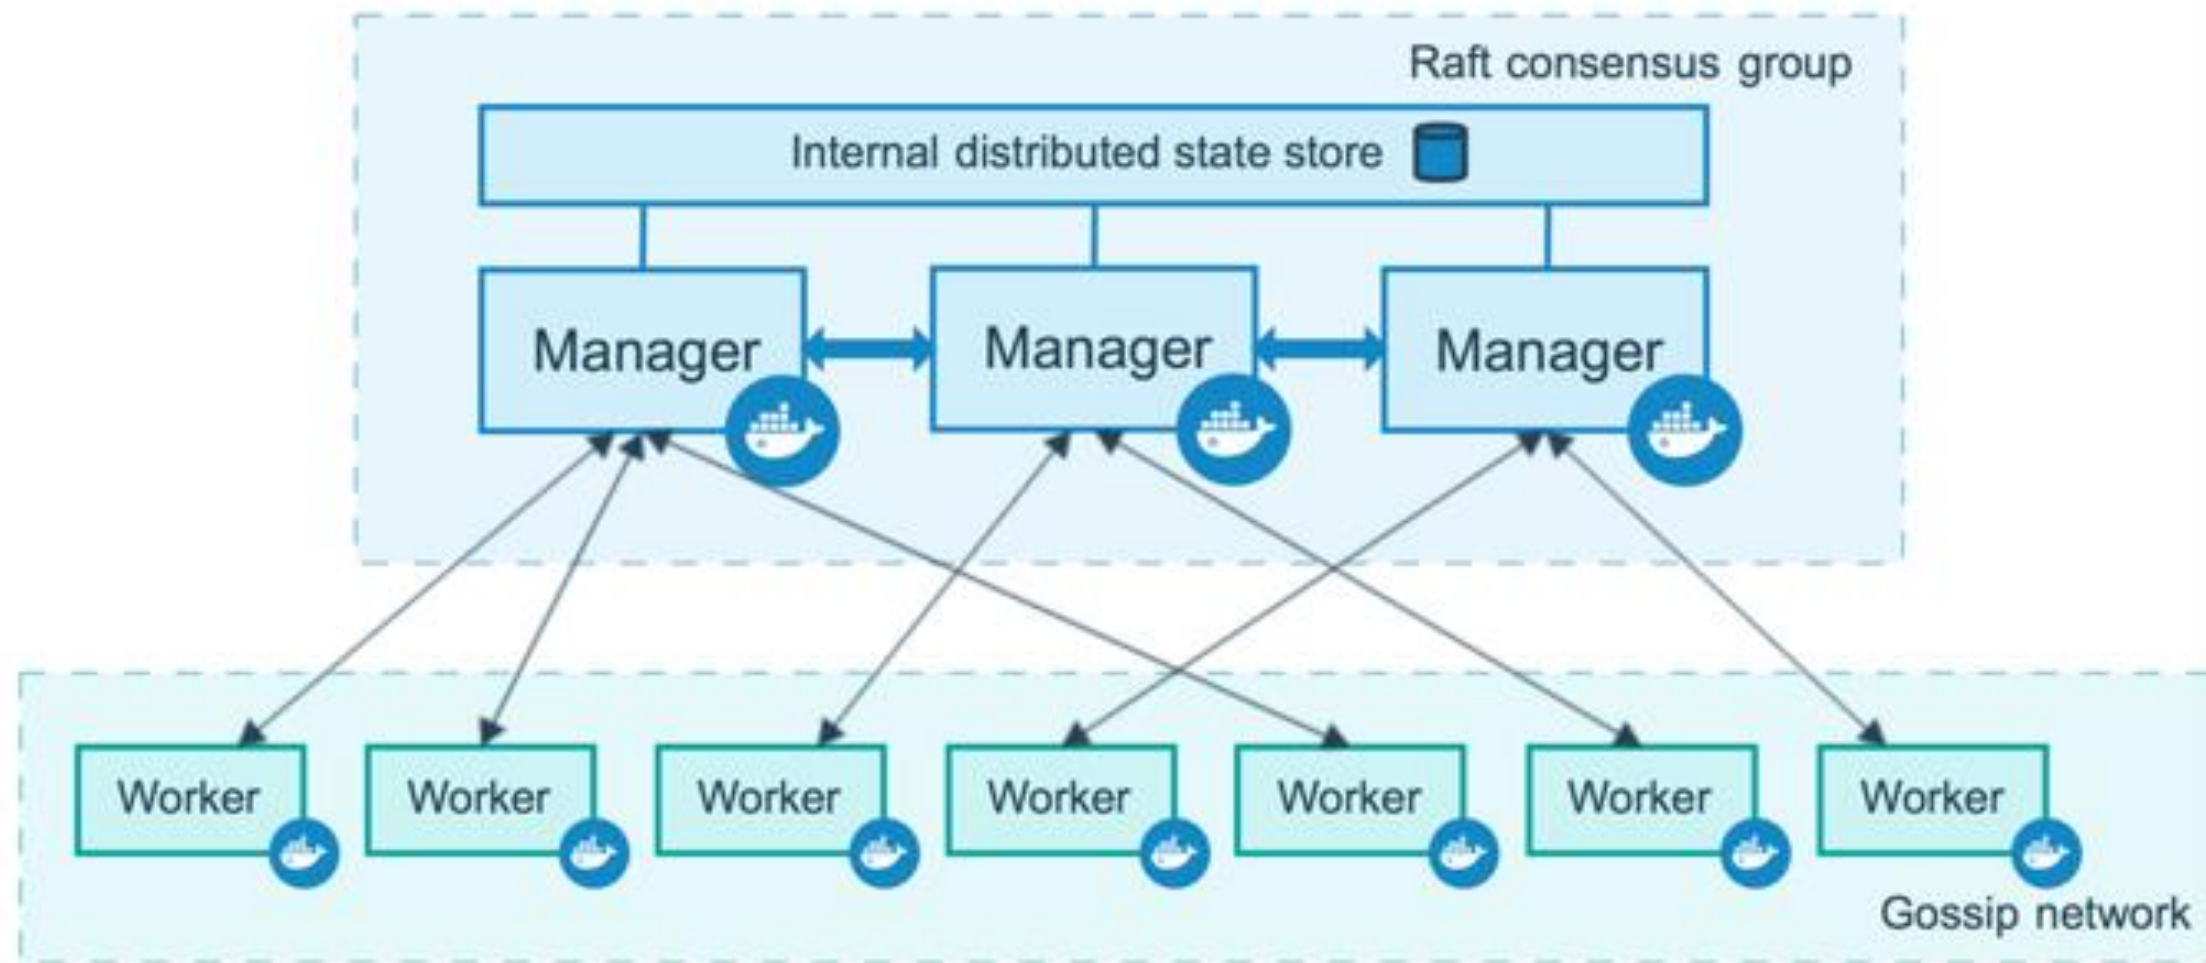 Raft consensus group
Internal distributed state store
Manager
Manager
Manager
Worker
Worker
Worker
Worker
Worker
Worker
Worker
Gossip network